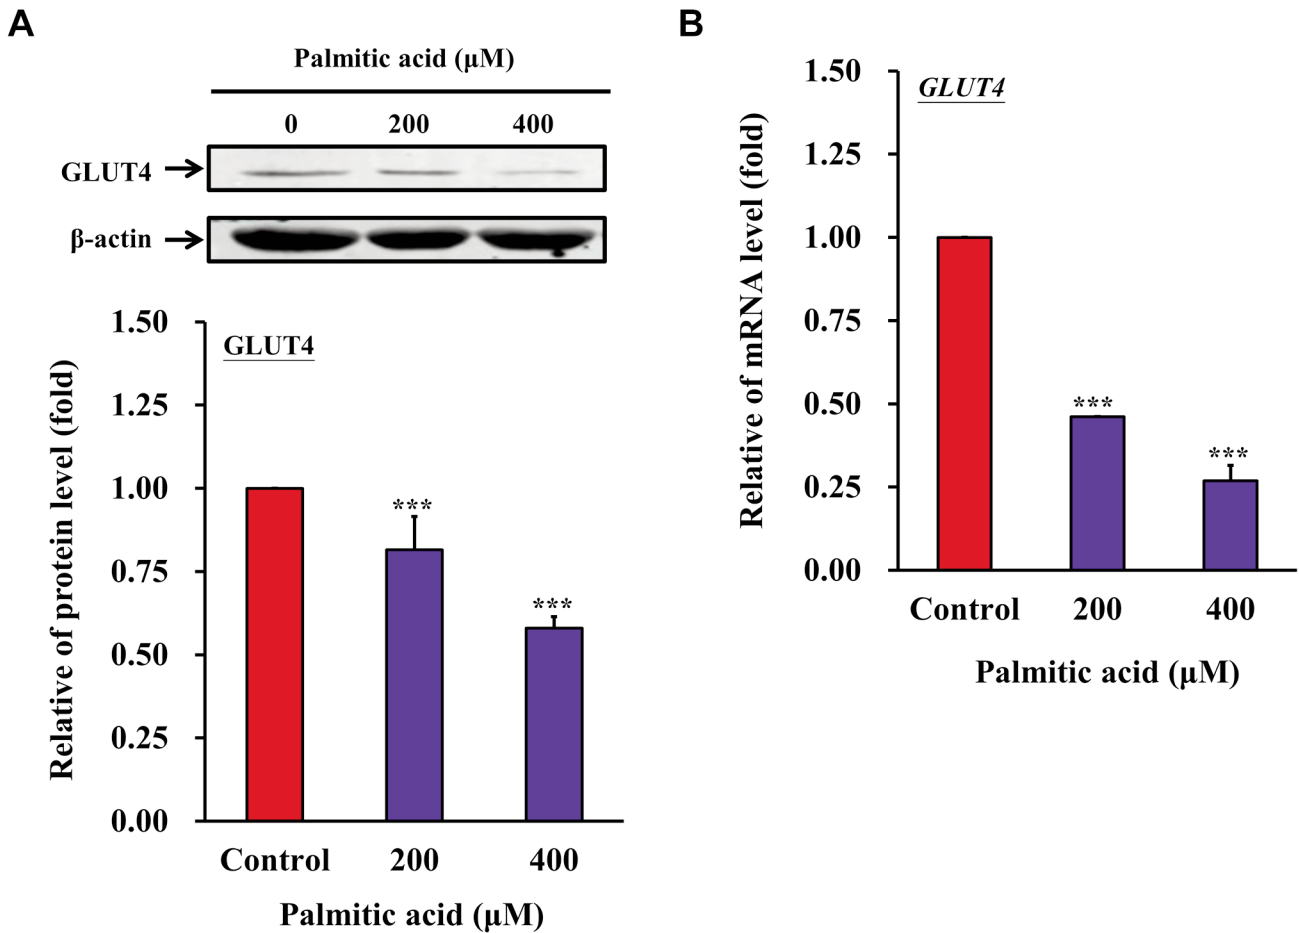 A
Palmitic acid (μM)
0 200 400
GLUT4
β-actin
1.50
1.25
1.00
0.75
0.50
0.25
0.00
Relative of protein level (fold)
GLUT4
***
***
Control 200 400
Palmitic acid (μM)
B
1.50
1.25
1.00
0.75
0.50
0.25
0.00
Relative of mRNA level (fold)
GLUT4
***
***
Control 200 400
Palmitic acid (μM)